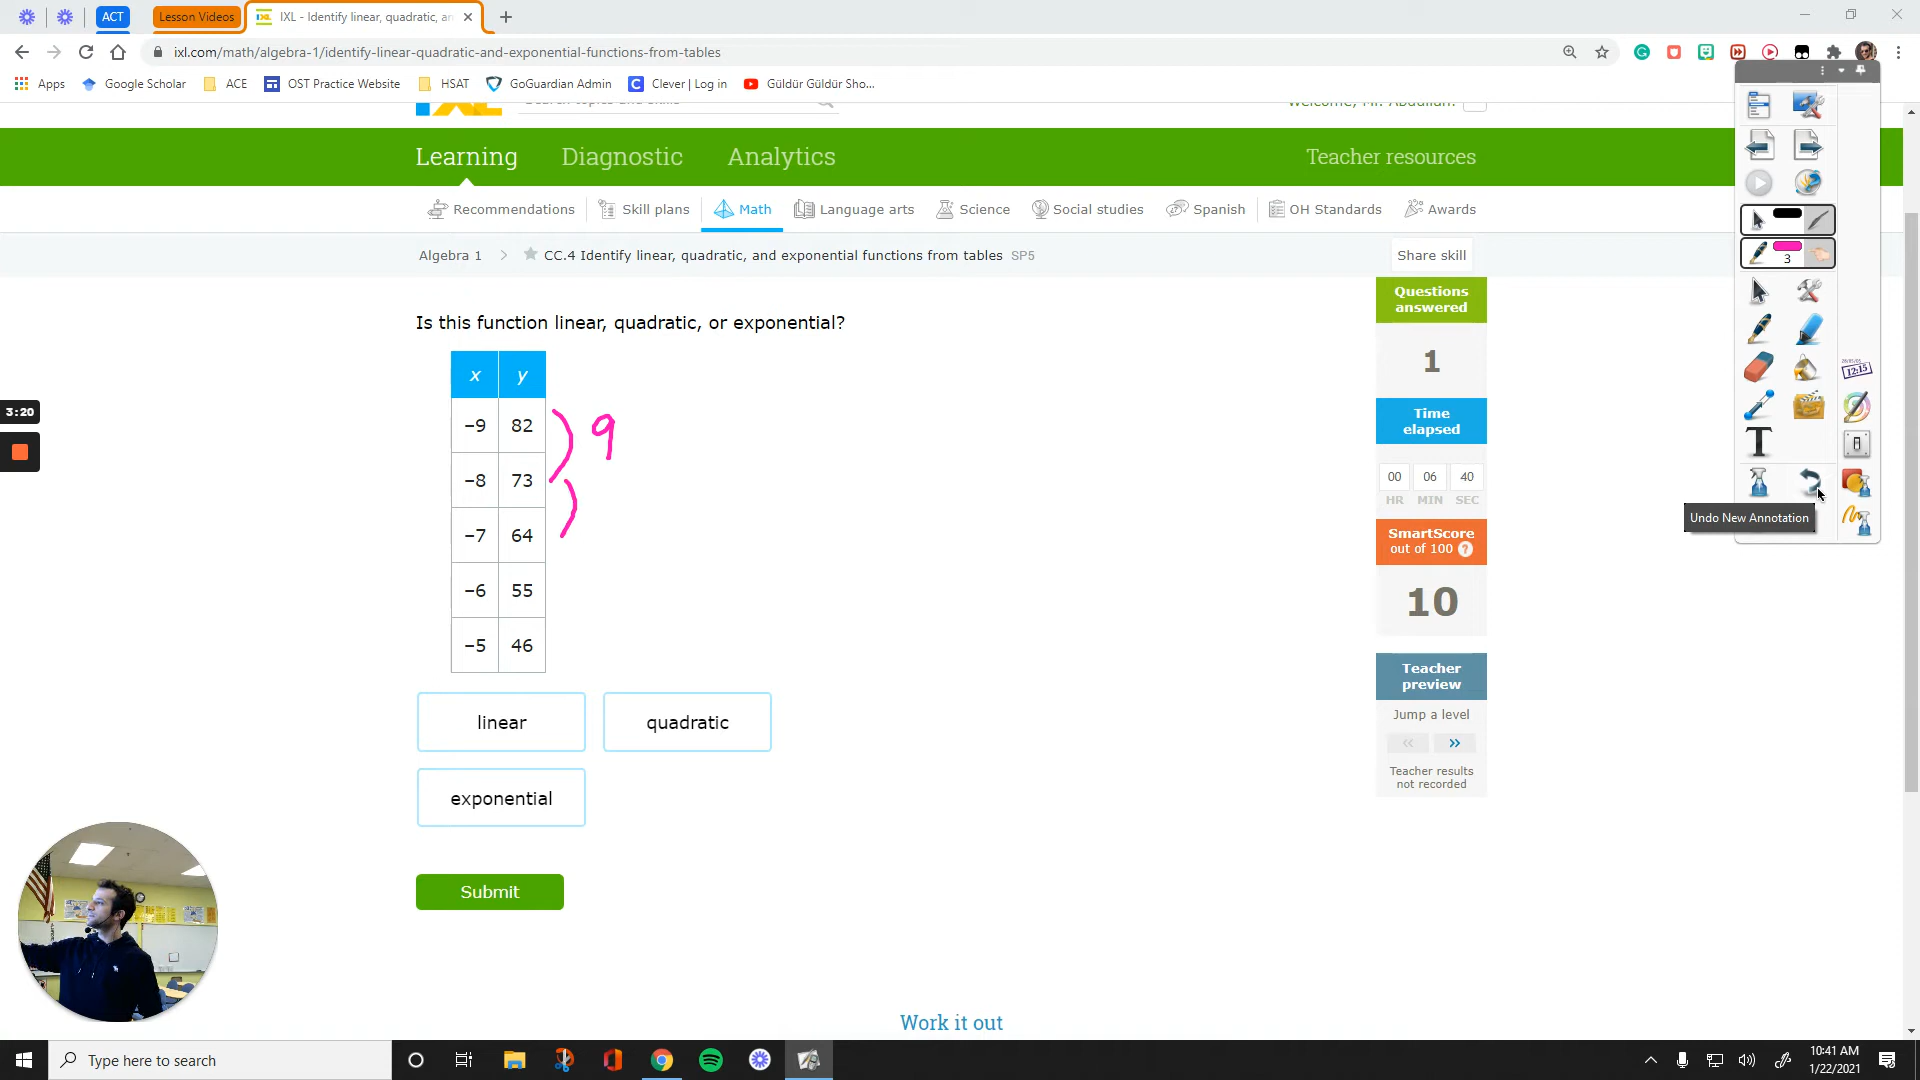 ACT
Lesson Videos
IXL - Identify linear, quadratic, an
ixl.com/math/algebra-1/identify-linear-quadratic-and-exponential-functions-from-tables
Apps
Google Scholar
ACE
OST Practice Website
HSAT
GoGuardian Admin
Clever | Log in
Güldür Güldür Sho...
Learning
Diagnostic
Analytics
Teacher resources
Recommendations
Skill plans
Math
Language arts
Science
Social studies
Spanish
OH Standards
Awards
Algebra 1 > CC.4 Identify linear, quadratic, and exponential functions from tables SP5
Share skill
Is this function linear, quadratic, or exponential?
x y
–9 82
–8 73
–7 64
–6 55
–5 46
9
linear
quadratic
exponential
Submit
Questions
answered
1
Time
elapsed
00 06 40
HR MIN SEC
SmartScore
out of 100 ?
10
Teacher
preview
Jump a level
<< >>
Teacher results
not recorded
3
12:15
T
Undo New Annotation
3:20
Work it out
Type here to search
10:41 AM
1/22/2021